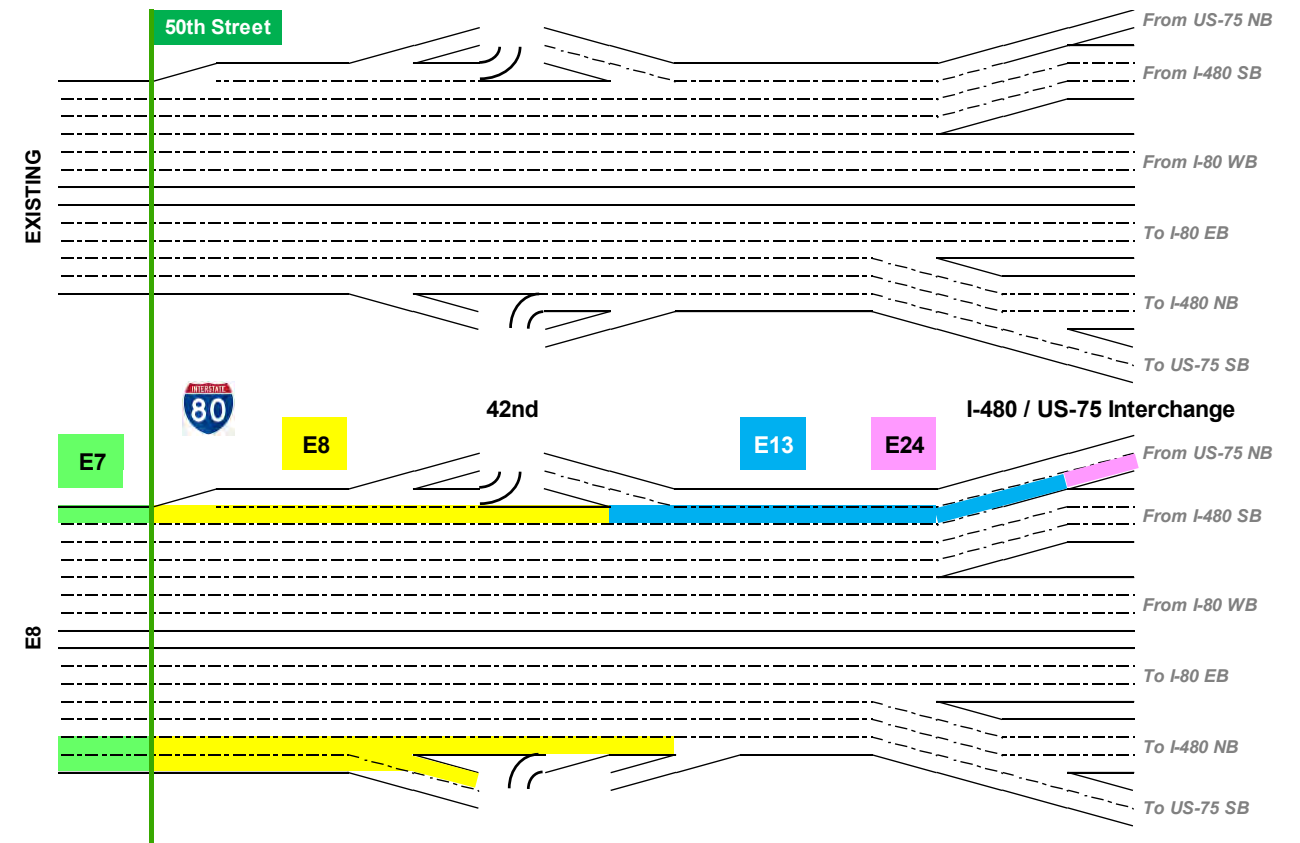 50th Street
From US-75 NB
From I-480 SB
EXISTING
From I-80 WB
To I-80 EB
To I-480 NB
To US-75 SB
INTERSTATE
80
42nd
I-480 / US-75 Interchange
E7
E8
E13
E24
From US-75 NB
From I-480 SB
From I-80 WB
E8
To I-80 EB
To I-480 NB
To US-75 SB